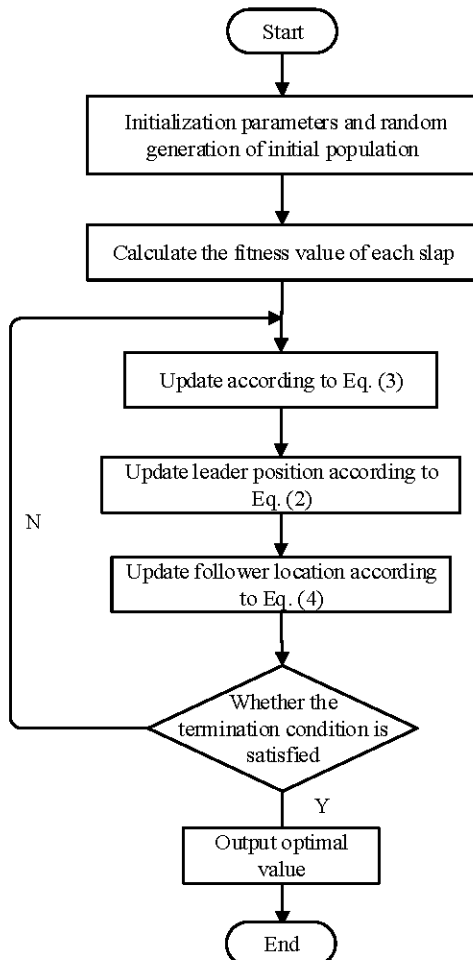 Start
Initialization parameters and random
generation of initial population
Calculate the fitness value of each slap
Update according to Eq. (3)
Update leader position according to
Eq. (2)
N
Update follower location according
to Eq. (4)
Whether the
termination condition is
satisfied
Y
Output optimal
value
End